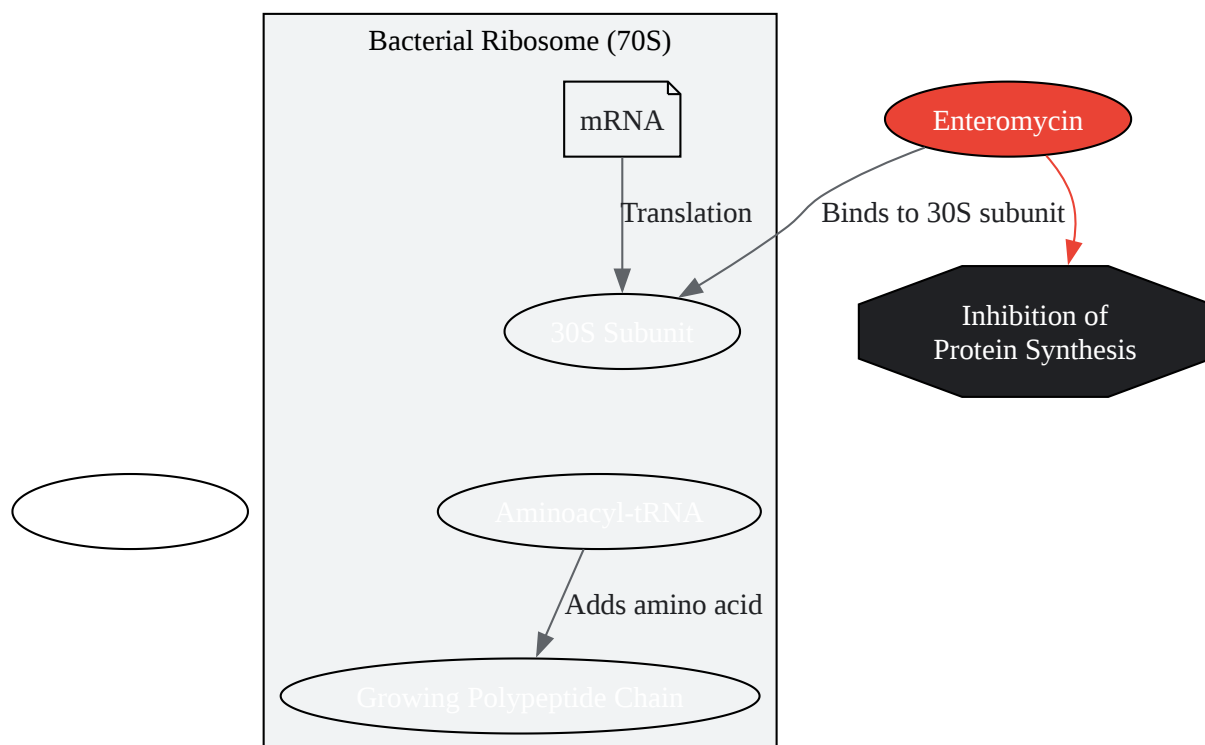 Bacterial Ribosome (70S)
mRNA
Enteromycin
Translation
Binds to 30S subunit
30S Subunit
Inhibition of
Protein Synthesis
Aminoacyl-tRNA
Adds amino acid
Growing Polypeptide Chain